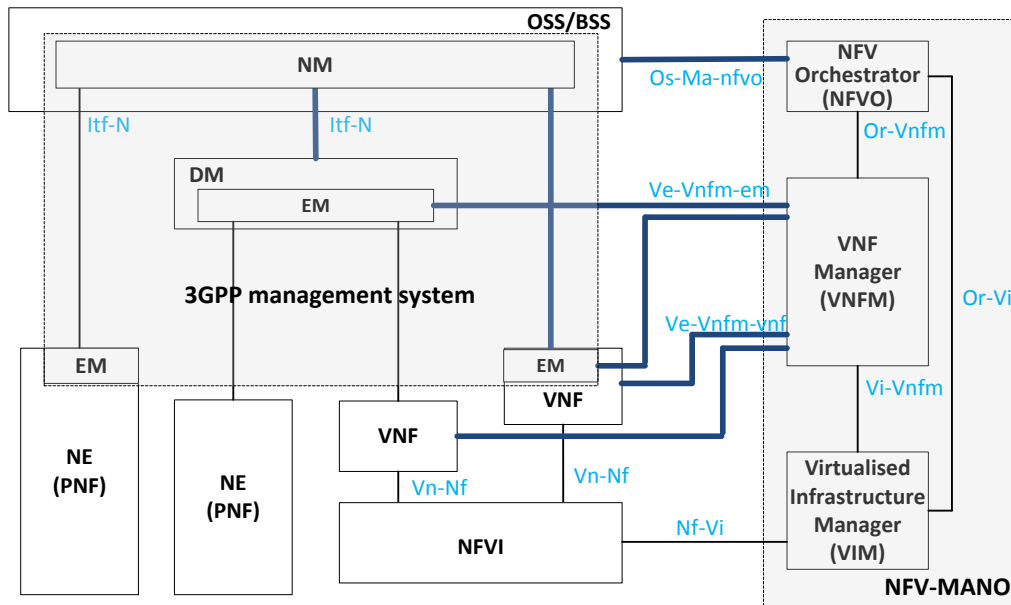 OSS/BSS
NM
NFV
Orchestrator
(NFVO)
Os-Ma-nfvo
Itf-N
Itf-N
Or-Vnfm
DM
EM
Ve-Vnfm-em
VNF
Manager
(VNFM)
3GPP management system
Or-Vi
Ve-Vnfm-vnf
EM
EM
VNF
Vi-Vnfm
VNF
NE
(PNF)
NE
(PNF)
Vn-Nf
Vn-Nf
Virtualised
Infrastructure
Manager
(VIM)
NFVI
Nf-Vi
NFV-MANO